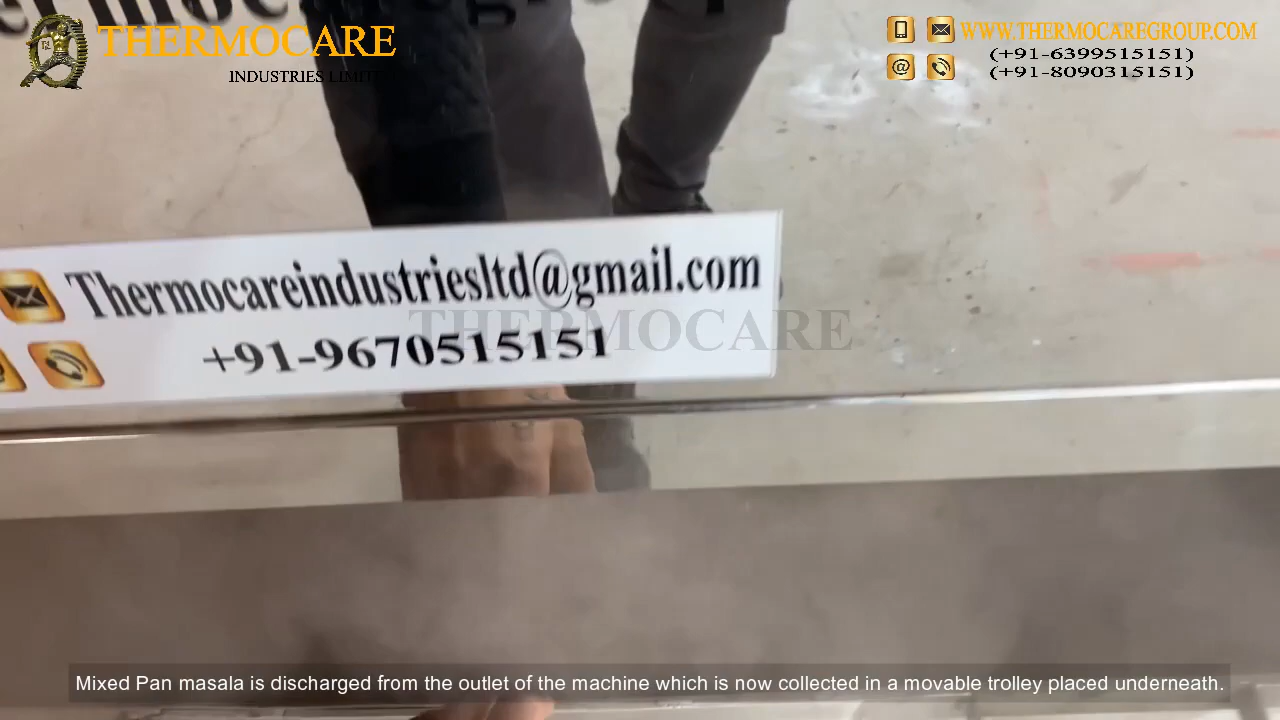 THERMOCARE
INDUSTRIES LIMITED
WWW.THERMOCAREGROUP.COM
(+91-6399515151)
(+91-8090315151)
Thermocareindustriesltd@gmail.com
+91-9670515151
THERMOCARE
Mixed Pan masala is discharged from the outlet of the machine which is now collected in a movable trolley placed underneath.